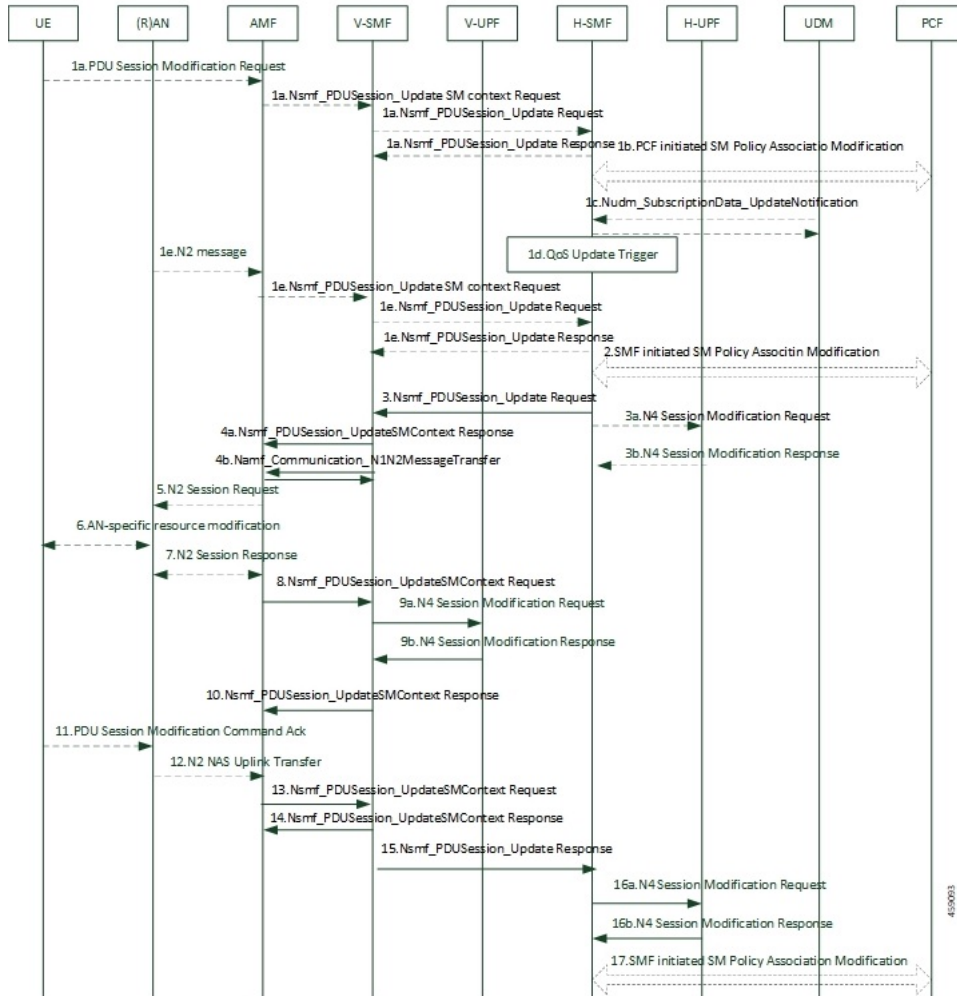 UE
(R)AN
AMF
V-SMF
V-UPF
H-SMF
H-UPF
UDM
PCF
1a.PDU Session Modification Request
1a.Nsmf_PDUSession_Update SM context Request
1a.Nsmf_PDUSession_Update Request
1a.Nsmf_PDUSession_Update Response
1b.PCF initiated SM Policy Associatio Modification
1c.Nudm_SubscriptionData_UpdateNotification
1d.QoS Update Trigger
1e.N2 message
1e.Nsmf_PDUSession_Update SM context Request
1e.Nsmf_PDUSession_Update Request
1e.Nsmf_PDUSession_Update Response
2.SMF initiated SM Policy Associtin Modification
3.Nsmf_PDUSession_Update Request
3a.N4 Session Modification Request
4a.Nsmf_PDUSession_UpdateSMContext Response
4b.Namf_Communication_N1N2MessageTransfer
3b.N4 Session Modification Response
5.N2 Session Request
6.AN-specific resource modification
7.N2 Session Response
8.Nsmf_PDUSession_UpdateSMContext Request
9a.N4 Session Modification Request
9b.N4 Session Modification Response
10.Nsmf_PDUSession_UpdateSMContext Response
11.PDU Session Modification Command Ack
12.N2 NAS Uplink Transfer
13.Nsmf_PDUSession_UpdateSMContext Request
14.Nsmf_PDUSession_UpdateSMContext Response
15.Nsmf_PDUSession_Update Response
16a.N4 Session Modification Request
16b.N4 Session Modification Response
17.SMF initiated SM Policy Association Modification
459093